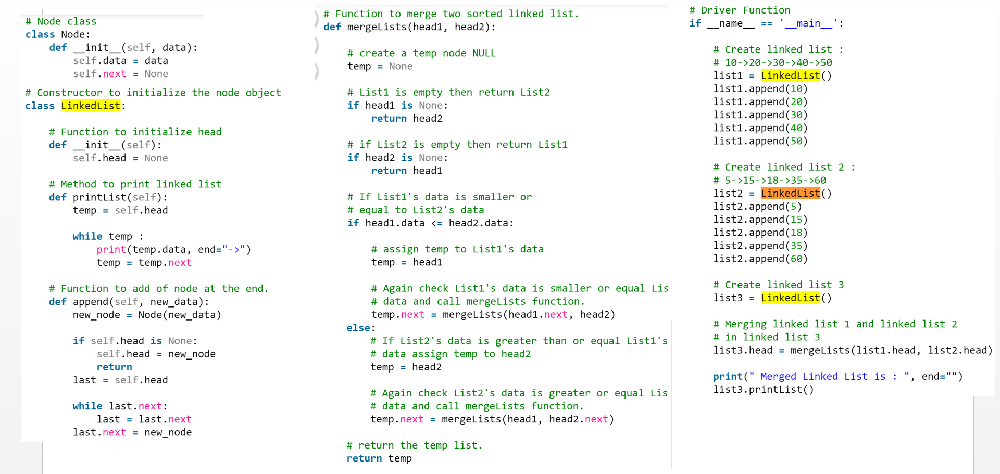 # Node class
class Node:
    def __init__(self, data):
        self.data = data
        self.next = None
# Constructor to initialize the node object
class LinkedList:
    # Function to initialize head
    def __init__(self):
        self.head = None
    # Method to print linked list
    def printList(self):
        temp = self.head
        while temp :
            print(temp.data, end="->")
            temp = temp.next
    # Function to add of node at the end.
    def append(self, new_data):
        new_node = Node(new_data)
        if self.head is None:
            self.head = new_node
            return
        last = self.head
        while last.next:
            last = last.next
        last.next = new_node
# Function to merge two sorted linked list.
def mergeLists(head1, head2):
    # create a temp node NULL
    temp = None
    # List1 is empty then return List2
    if head1 is None:
        return head2
    # if List2 is empty then return List1
    if head2 is None:
        return head1
    # If List1's data is smaller or
    # equal to List2's data
    if head1.data <= head2.data:
        # assign temp to List1's data
        temp = head1
        # Again check List1's data is smaller or equal Lis
        # data and call mergeLists function.
        temp.next = mergeLists(head1.next, head2)
    else:
        # If List2's data is greater than or equal List1's
        # data assign temp to head2
        temp = head2
        # Again check List2's data is greater or equal Lis
        # data and call mergeLists function.
        temp.next = mergeLists(head1, head2.next)
    # return the temp list.
    return temp
# Driver Function
if __name__ == '__main__':
    # Create linked list :
    # 10->20->30->40->50
    list1 = LinkedList()
    list1.append(10)
    list1.append(20)
    list1.append(30)
    list1.append(40)
    list1.append(50)
    # Create linked list 2 :
    # 5->15->18->35->60
    list2 = LinkedList()
    list2.append(5)
    list2.append(15)
    list2.append(18)
    list2.append(35)
    list2.append(60)
    # Create linked list 3
    list3 = LinkedList()
    # Merging linked list 1 and linked list 2
    # in linked list 3
    list3.head = mergeLists(list1.head, list2.head)
    print(" Merged Linked List is : ", end="")
    list3.printList()